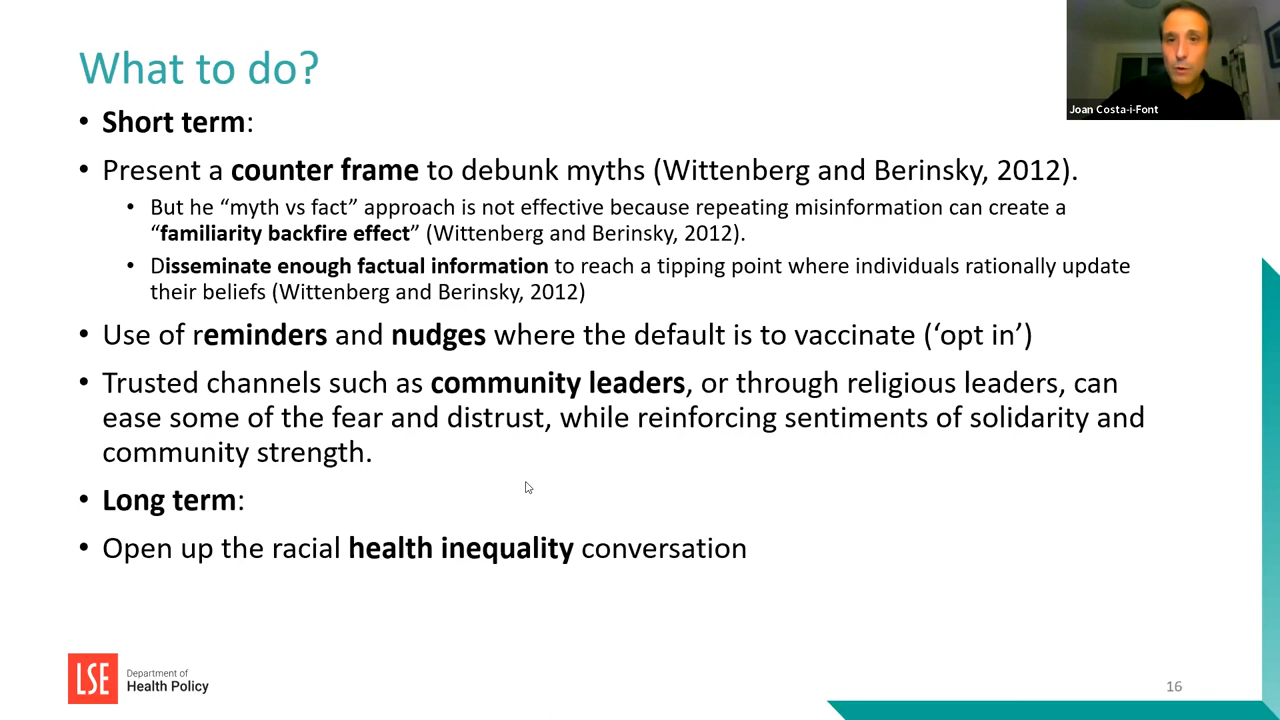 What to do?
Joan Costa-i-Font
• Short term:
• Present a counter frame to debunk myths (Wittenberg and Berinsky, 2012).
• But he “myth vs fact” approach is not effective because repeating misinformation can create a
“familiarity backfire effect” (Wittenberg and Berinsky, 2012).
• Disseminate enough factual information to reach a tipping point where individuals rationally update
their beliefs (Wittenberg and Berinsky, 2012)
• Use of reminders and nudges where the default is to vaccinate (‘opt in’)
• Trusted channels such as community leaders, or through religious leaders, can
ease some of the fear and distrust, while reinforcing sentiments of solidarity and
community strength.
• Long term:
• Open up the racial health inequality conversation
LSE
Department of
Health Policy
16